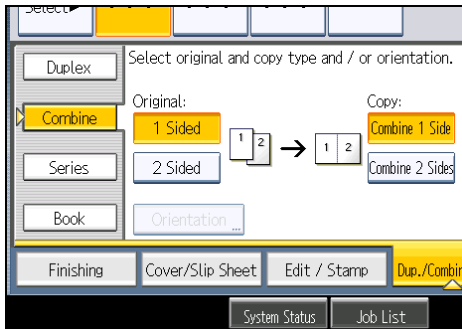 Select▶
Duplex
Select original and copy type and / or orientation.
Combine
Original:
Copy:
1 Sided
1 2
1 2
Combine 1 Side
Series
2 Sided
Combine 2 Sides
Book
Orientation
Finishing
Cover/Slip Sheet
Edit / Stamp
Dup./Combin
System Status
Job List